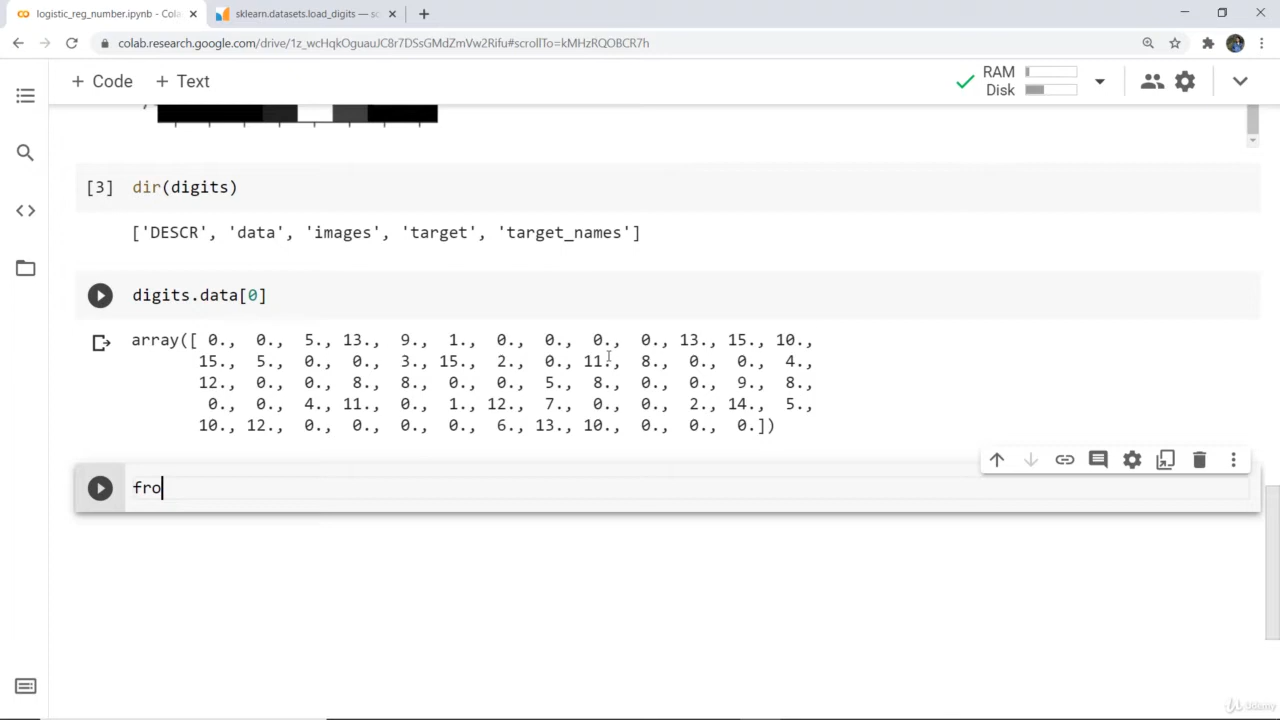 logistic_reg_number.ipynb - Colab
sklearn.datasets.load_digits — sc
colab.research.google.com/drive/1z_wcHqkOguauJC8r7DSsGMdZmVw2Rifu#scrollTo=kMHzRQOBCR7h
+ Code + Text
RAM
Disk
[3] dir(digits)
['DESCR', 'data', 'images', 'target', 'target_names']
digits.data[0]
array([ 0., 0., 5., 13., 9., 1., 0., 0., 0., 0., 13., 15., 10.,
15., 5., 0., 0., 3., 15., 2., 0., 11., 8., 0., 0., 4.,
12., 0., 0., 8., 8., 0., 0., 5., 8., 0., 0., 9., 8.,
0., 0., 4., 11., 0., 1., 12., 7., 0., 0., 2., 14., 5.,
10., 12., 0., 0., 0., 0., 6., 13., 10., 0., 0., 0.])
fro
Udemy